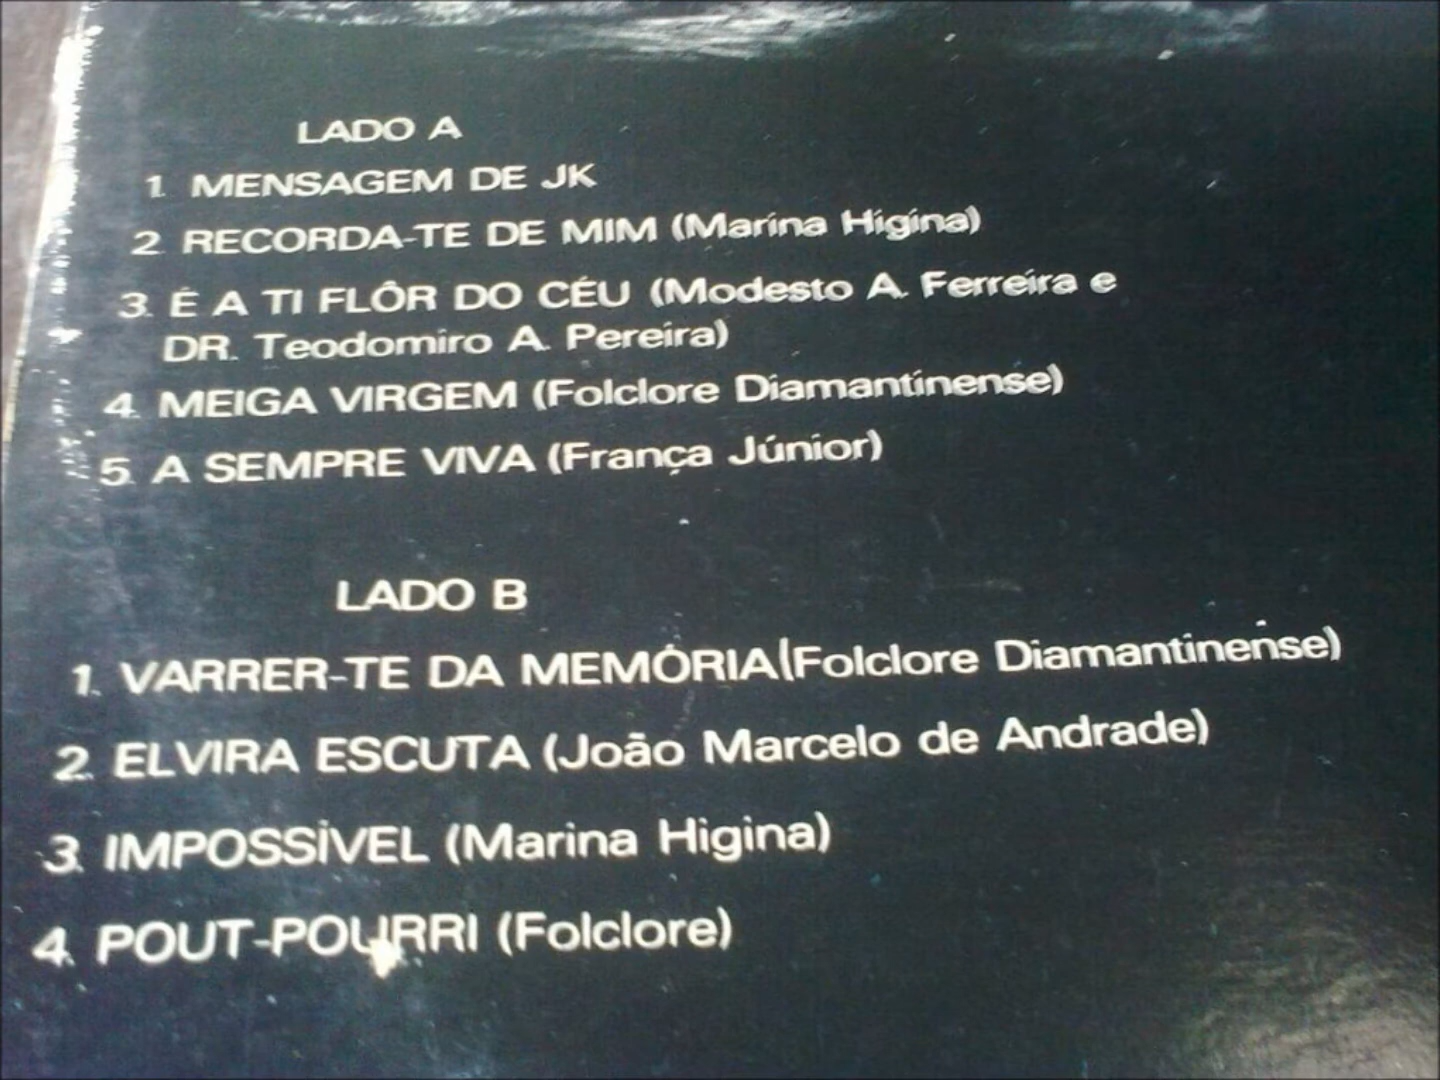 LADO A
1. MENSAGEM DE JK
2. RECORDA-TE DE MIM (Marina Higina)
3. É A TI FLÔR DO CÉU (Modesto A. Ferreira e
DR. Teodomiro A. Pereira)
4. MEIGA VIRGEM (Folclore Diamantinense)
5. A SEMPRE VIVA (França Júnior)
LADO B
1. VARRER-TE DA MEMÓRIA(Folclore Diamantinense)
2. ELVIRA ESCUTA (João Marcelo de Andrade)
3. IMPOSSÍVEL (Marina Higina)
4. POUT-POURRI (Folclore)